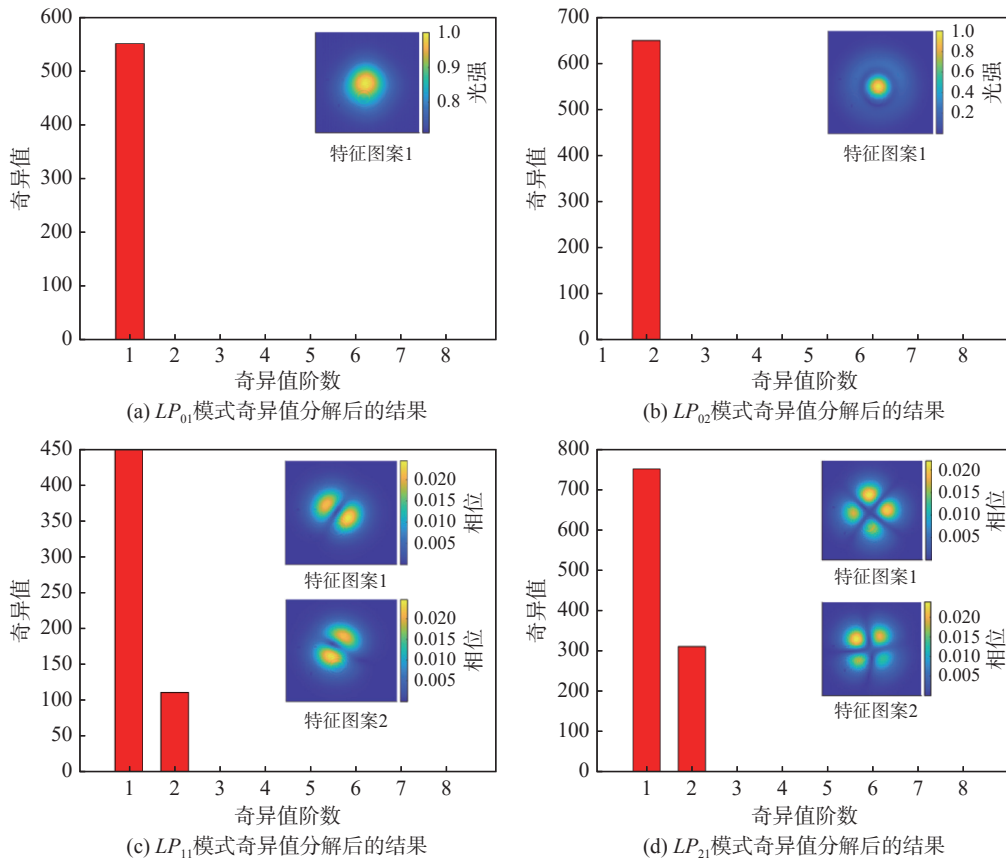 600
500
400
300
200
100
0
奇异值
1 2 3 4 5 6 7 8
奇异值阶数
1.0
0.9
0.8
光强
特征图案1
(a) LP₀₁模式奇异值分解后的结果
700
600
500
400
300
200
100
0
奇异值
1 2 3 4 5 6 7 8
奇异值阶数
1.0
0.8
0.6
0.4
0.2
光强
特征图案1
(b) LP₀₂模式奇异值分解后的结果
450
400
350
300
250
200
150
100
50
0
奇异值
1 2 3 4 5 6 7 8
奇异值阶数
0.020
0.015
0.010
0.005
相位
特征图案1
0.020
0.015
0.010
0.005
相位
特征图案2
(c) LP₁₁模式奇异值分解后的结果
800
700
600
500
400
300
200
100
0
奇异值
1 2 3 4 5 6 7 8
奇异值阶数
0.020
0.015
0.010
0.005
相位
特征图案1
0.020
0.015
0.010
0.005
相位
特征图案2
(d) LP₂₁模式奇异值分解后的结果